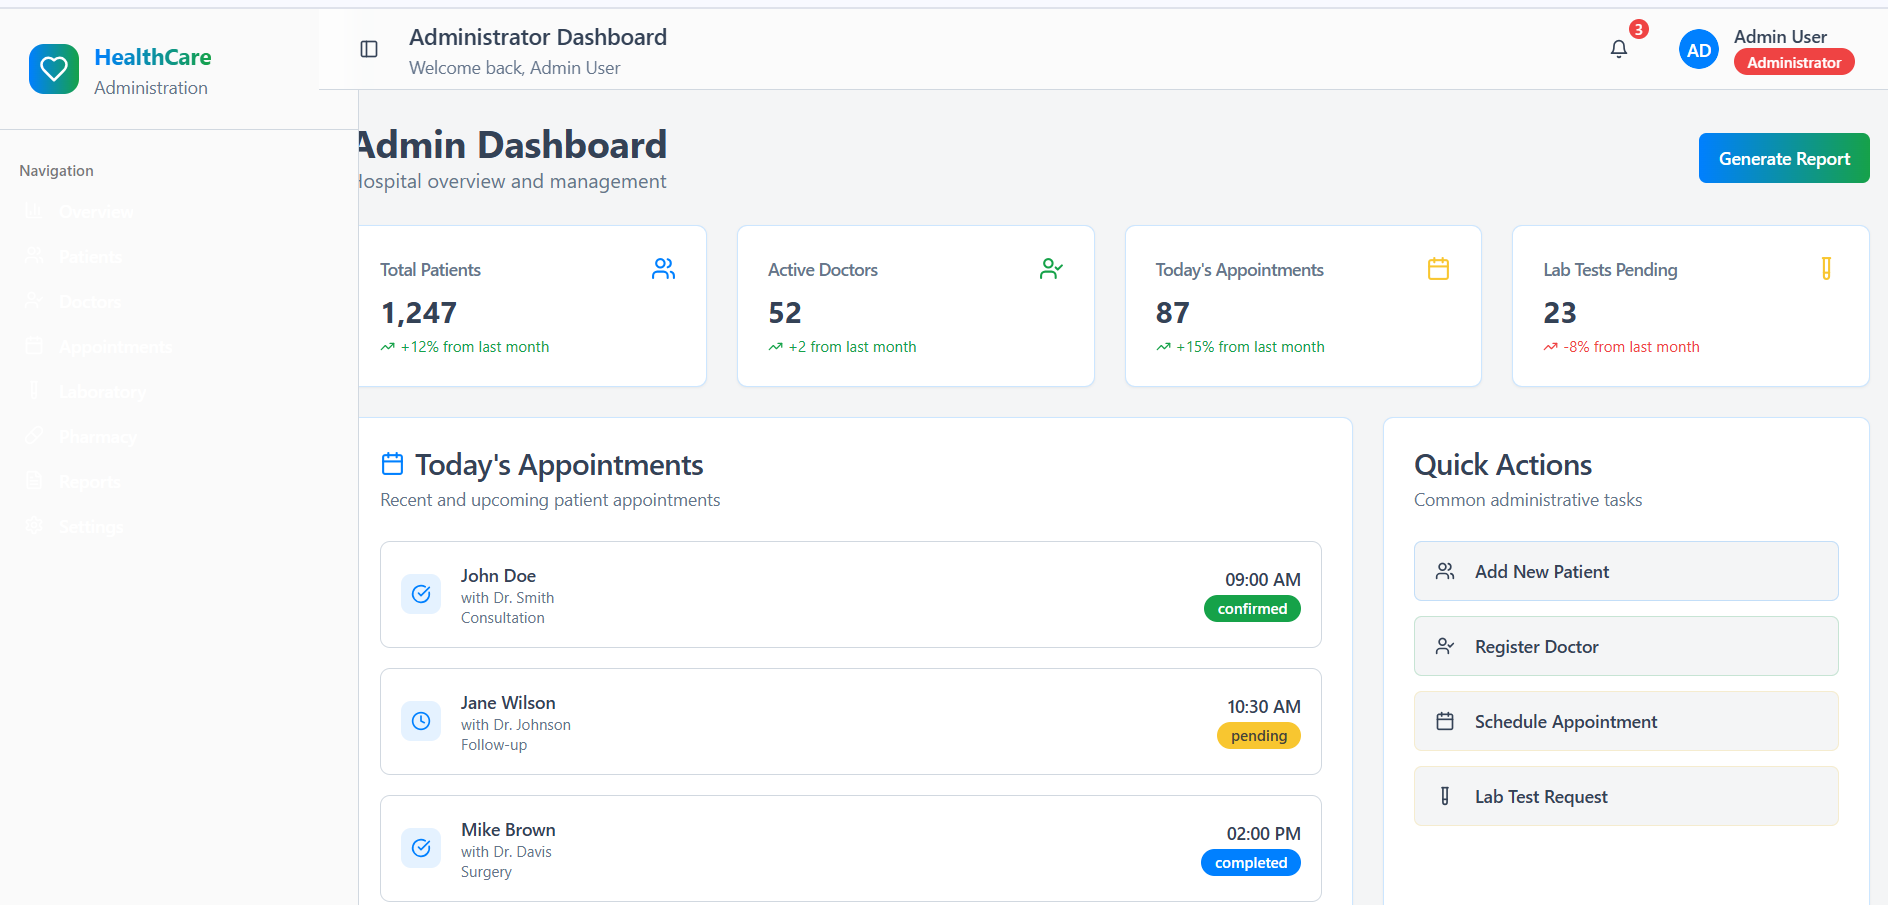 HealthCare
Administration
Navigation
Overview
Patients
Doctors
Appointments
Laboratory
Pharmacy
Reports
Settings
Administrator Dashboard
Welcome back, Admin User
3
AD
Admin User
Administrator
Admin Dashboard
Hospital overview and management
Generate Report
Total Patients
1,247
+12% from last month
Active Doctors
52
+2 from last month
Today's Appointments
87
+15% from last month
Lab Tests Pending
23
-8% from last month
Today's Appointments
Recent and upcoming patient appointments
John Doe
with Dr. Smith
Consultation
09:00 AM
confirmed
Jane Wilson
with Dr. Johnson
Follow-up
10:30 AM
pending
Mike Brown
with Dr. Davis
Surgery
02:00 PM
completed
Quick Actions
Common administrative tasks
Add New Patient
Register Doctor
Schedule Appointment
Lab Test Request